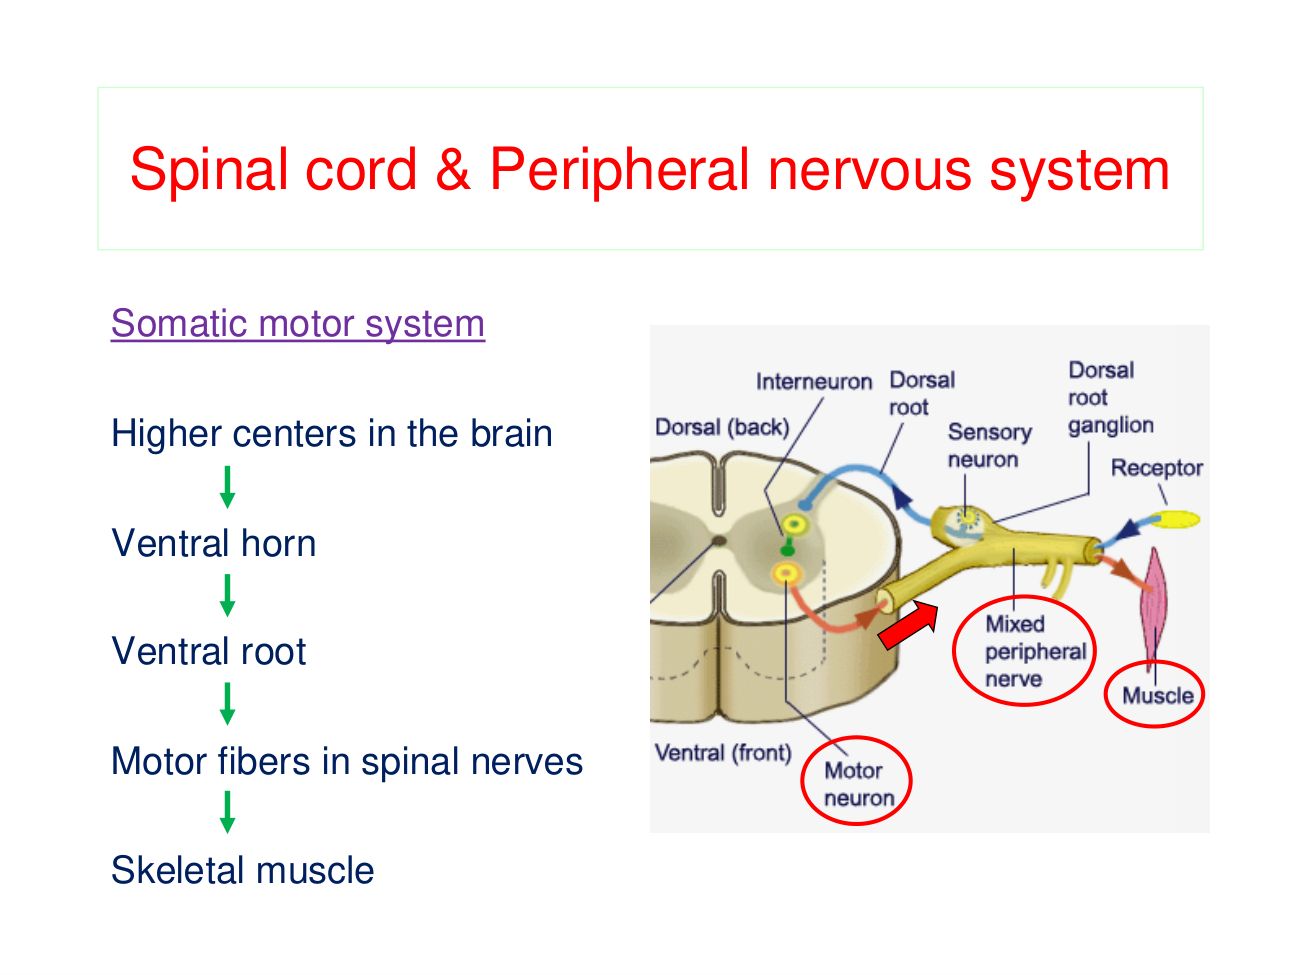 Spinal cord & Peripheral nervous system
Somatic motor system
Higher centers in the brain
Ventral horn
Ventral root
Motor fibers in spinal nerves
Skeletal muscle
Interneuron
Dorsal
root
Dorsal
root
ganglion
Dorsal (back)
Sensory
neuron
Receptor
Mixed
peripheral
nerve
Muscle
Ventral (front)
Motor
neuron